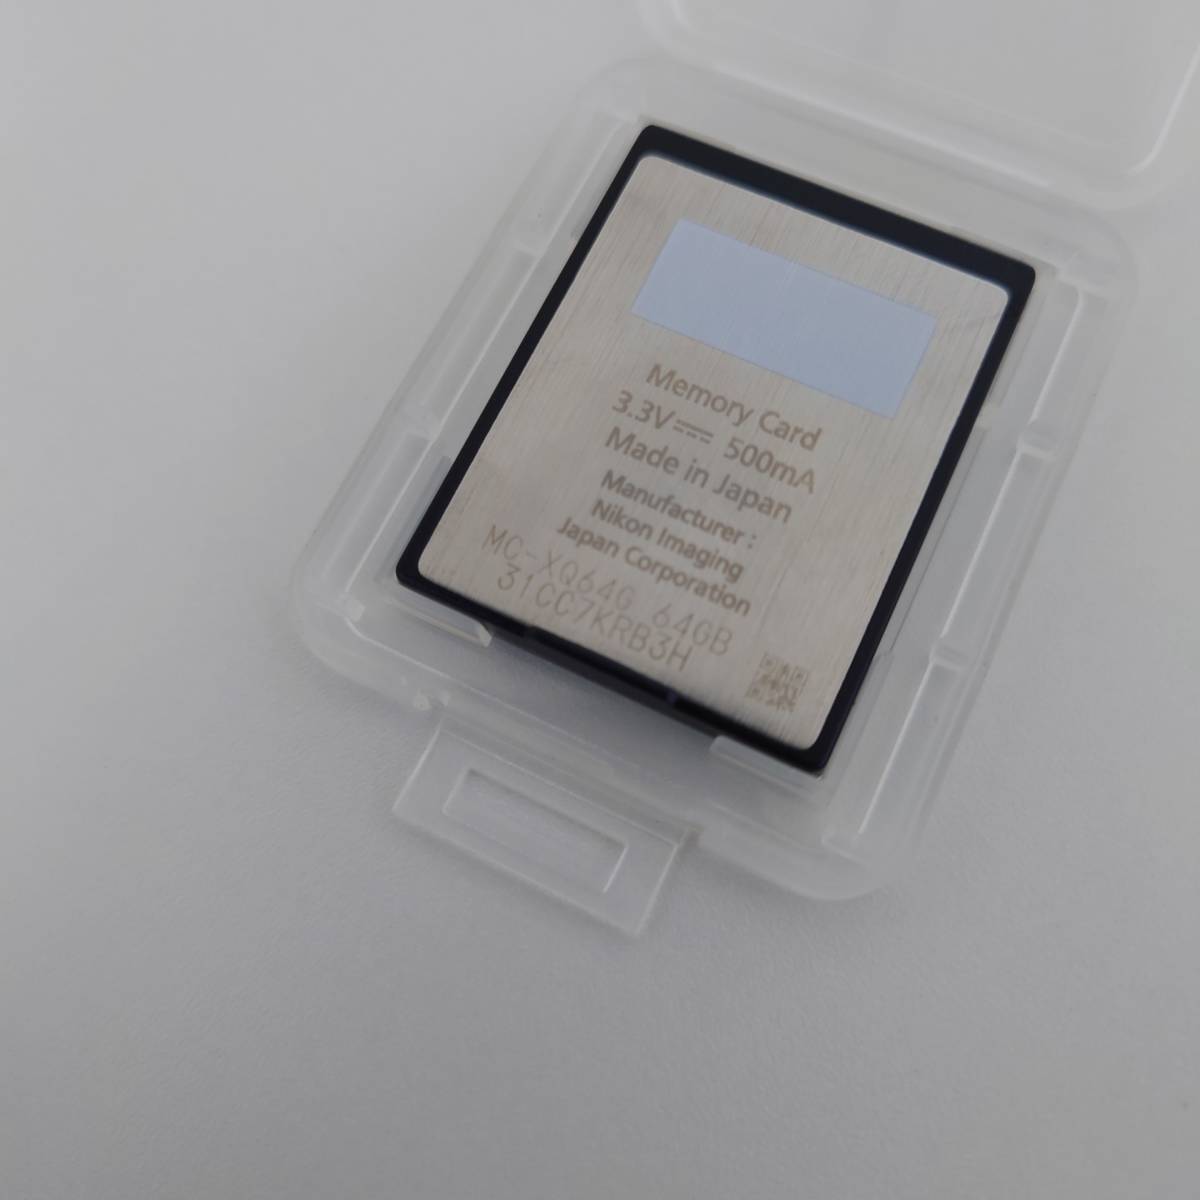 Memory Card
3.3V⎓ 500mA
Made in Japan
Manufacturer :
Nikon Imaging
Japan Corporation
MC-XQ64G 64GB
31CC7KRB3H